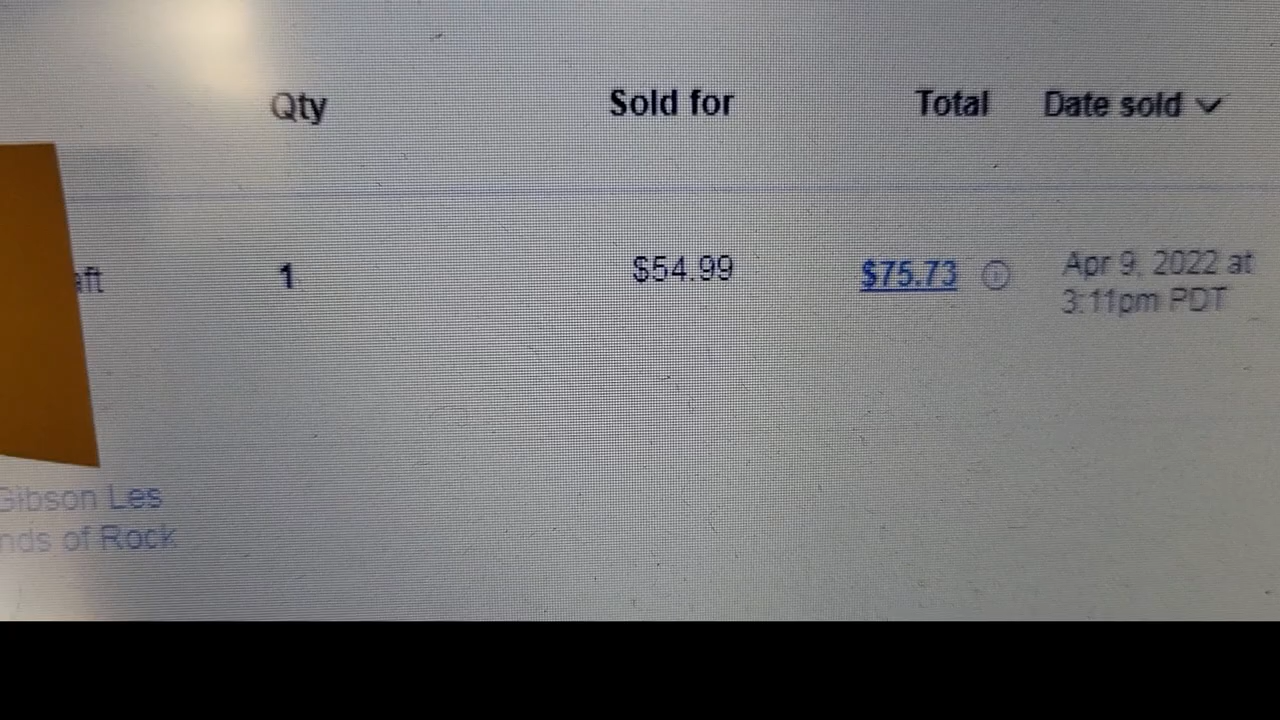 Qty Sold for Total Date sold
1 $54.99 $75.73 Apr 9, 2022 at
3:11pm PDT
Gibson Les
of Rock